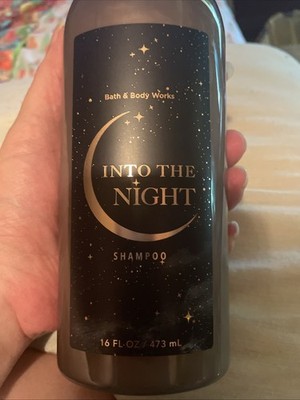 Bath & Body Works
INTO THE
NIGHT
SHAMPOO
16 FL OZ / 473 mL